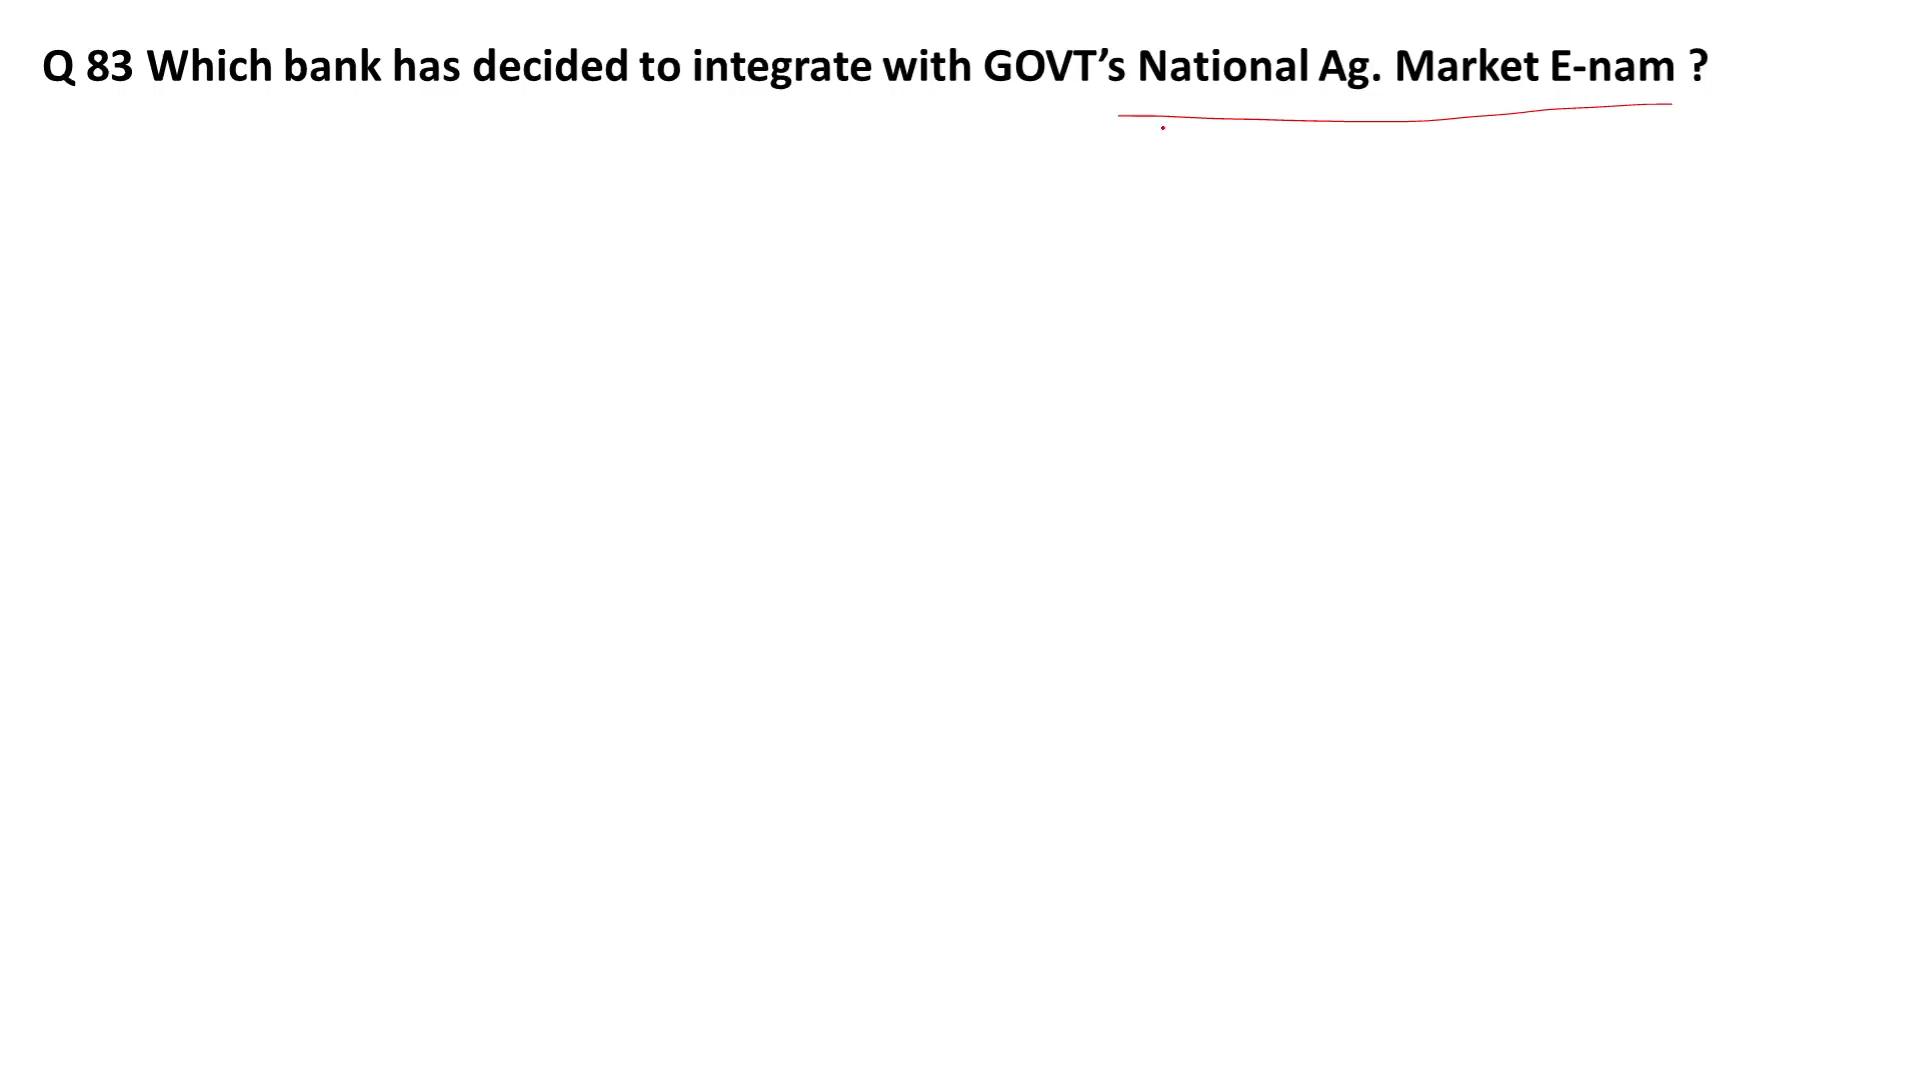 Q 83 Which bank has decided to integrate with GOVT’s National Ag. Market E-nam ?